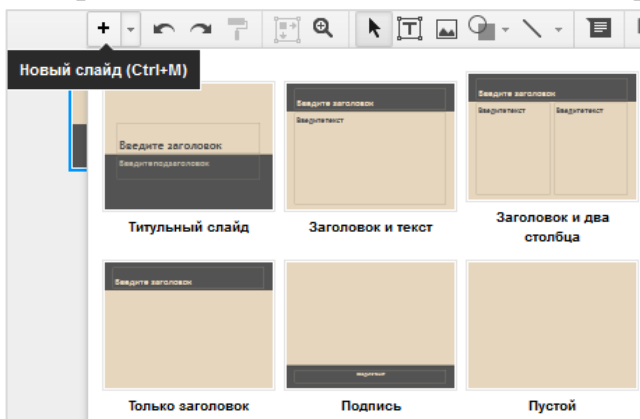 Новый слайд (Ctrl+M)
Введите заголовок
Введите подзаголовок
Титульный слайд
Введите заголовок
Введите текст
Заголовок и текст
Введите заголовок
Введите текст Введите текст
Заголовок и два
столбца
Введите заголовок
Только заголовок
Подпись
Пустой